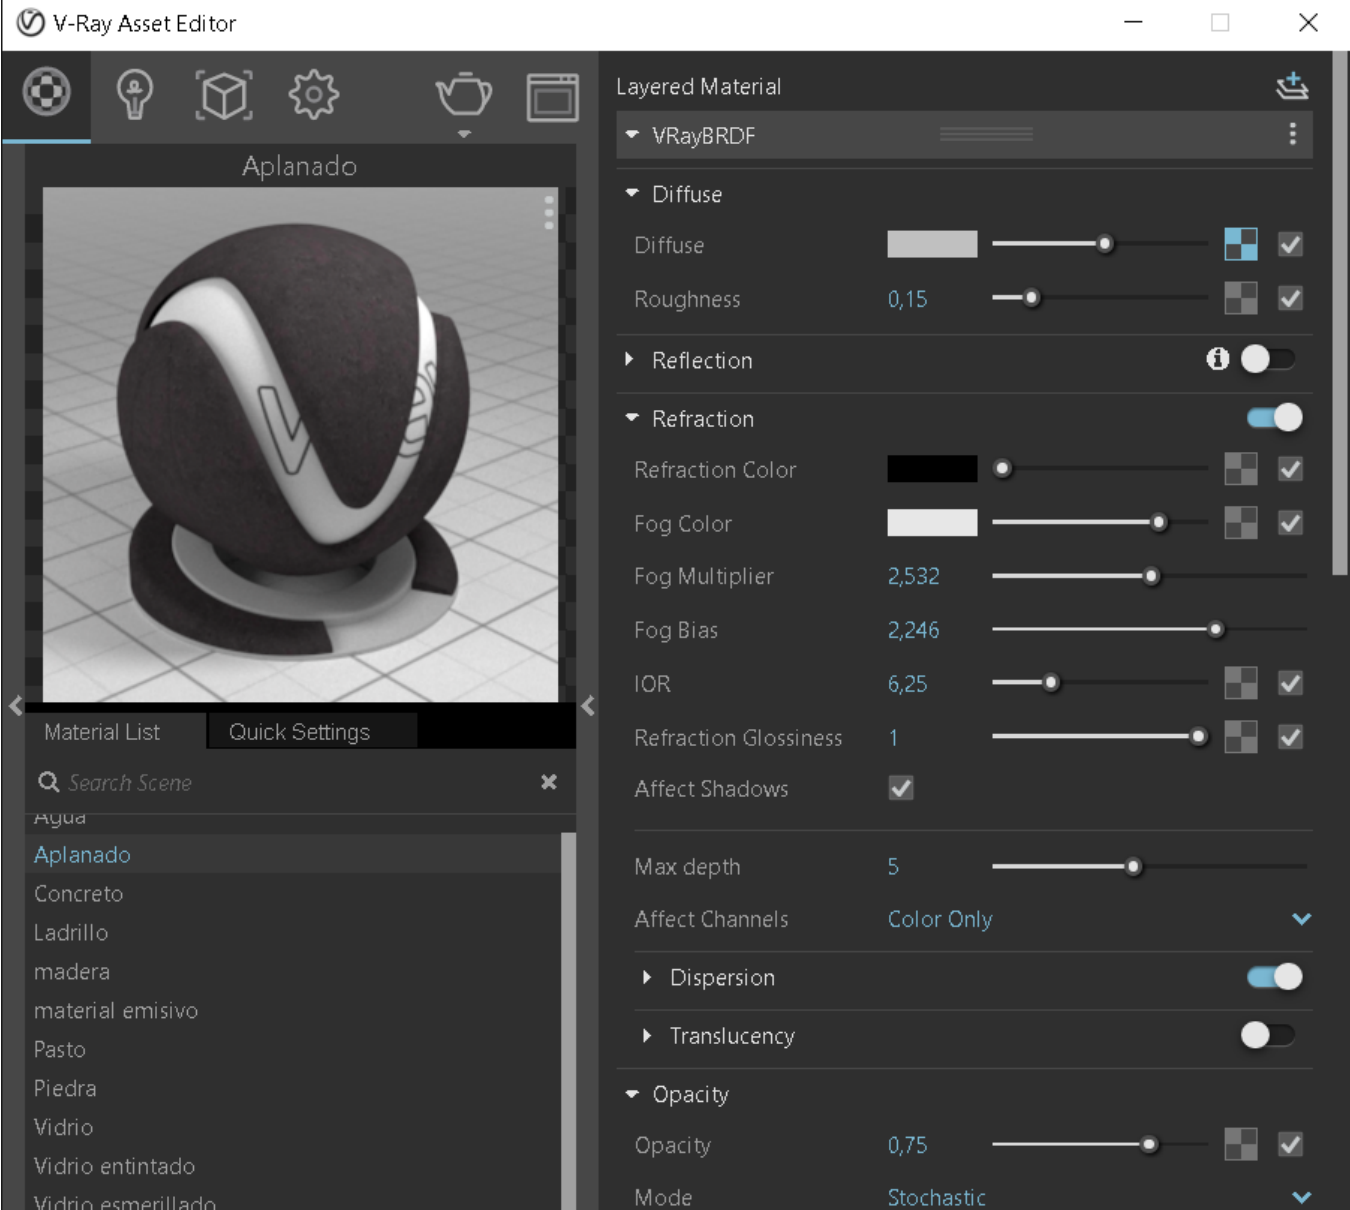 V-Ray Asset Editor
Aplanado
Material List
Quick Settings
Search Scene
Agua
Aplanado
Concreto
Ladrillo
madera
material emisivo
Pasto
Piedra
Vidrio
Vidrio entintado
Vidrio esmerillado
Layered Material
VRayBRDF
Diffuse
Diffuse
Roughness 0,15
Reflection
Refraction
Refraction Color
Fog Color
Fog Multiplier 2,532
Fog Bias 2,246
IOR 6,25
Refraction Glossiness 1
Affect Shadows
Max depth 5
Affect Channels Color Only
Dispersion
Translucency
Opacity
Opacity 0,75
Mode Stochastic